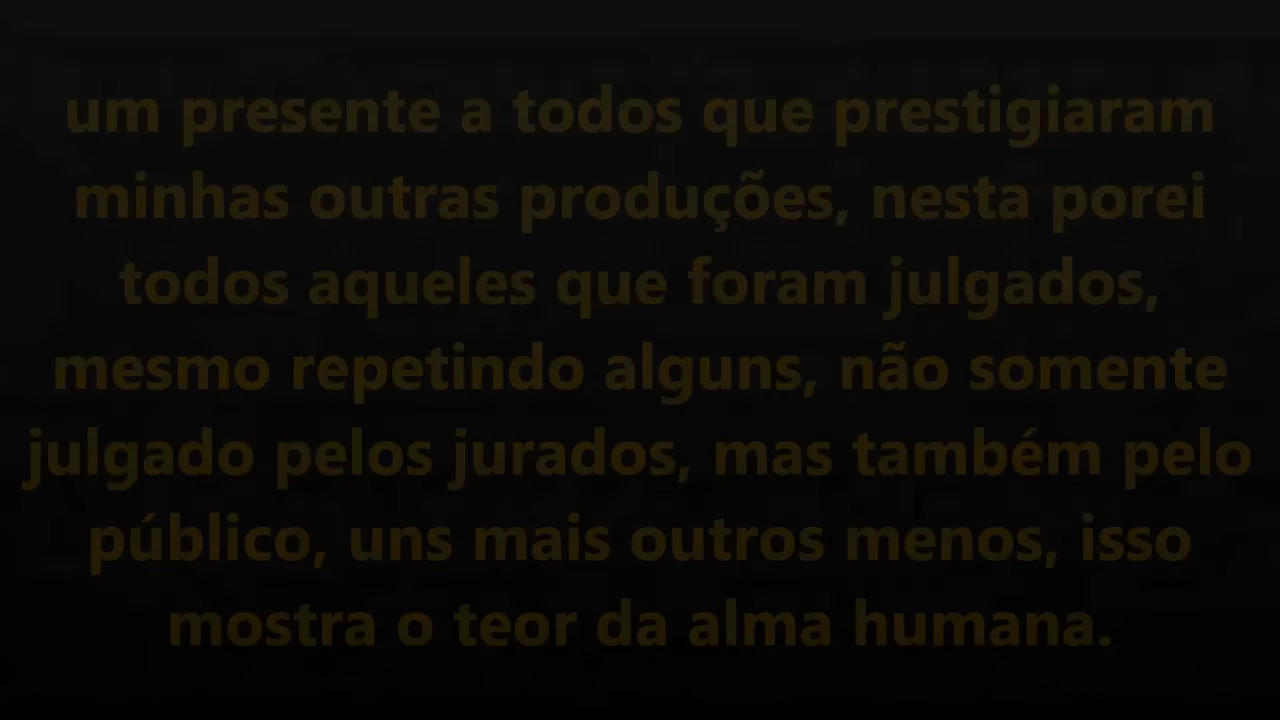 um presente a todos que prestigiaram
minhas outras produções, nesta porei
todos aqueles que foram julgados,
mesmo repetindo alguns, não somente
julgado pelos jurados, mas também pelo
público, uns mais outros menos, isso
mostra o teor da alma humana.